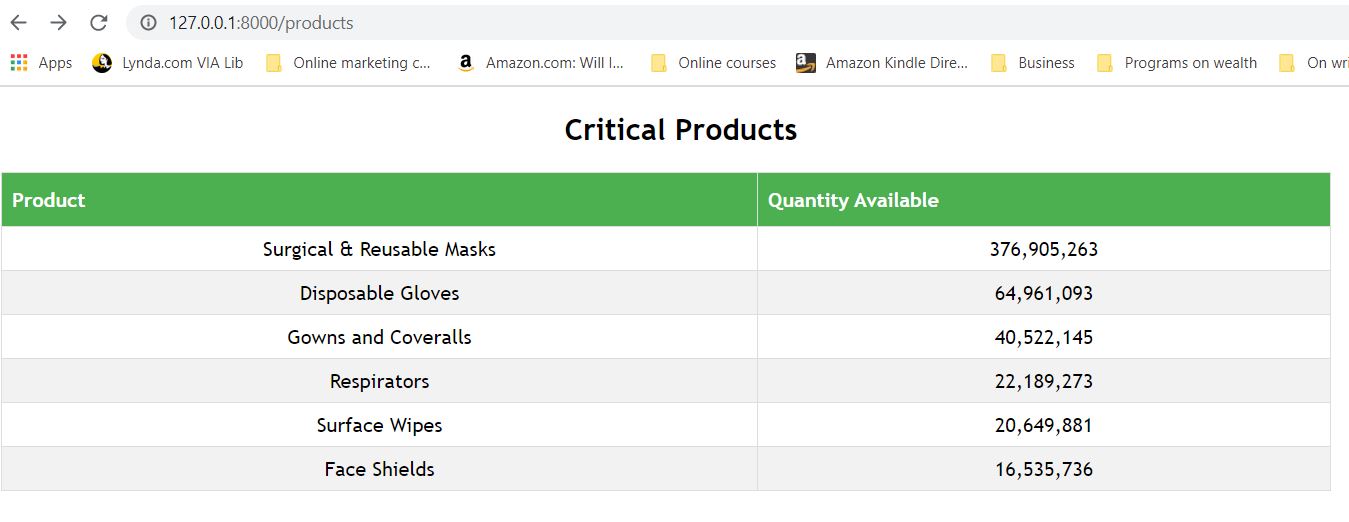 127.0.0.1:8000/products
Apps Lynda.com VIA Lib Online marketing c... Amazon.com: Will I... Online courses Amazon Kindle Dire... Business Programs on wealth On wri
Critical Products
Product Quantity Available
Surgical & Reusable Masks 376,905,263
Disposable Gloves 64,961,093
Gowns and Coveralls 40,522,145
Respirators 22,189,273
Surface Wipes 20,649,881
Face Shields 16,535,736